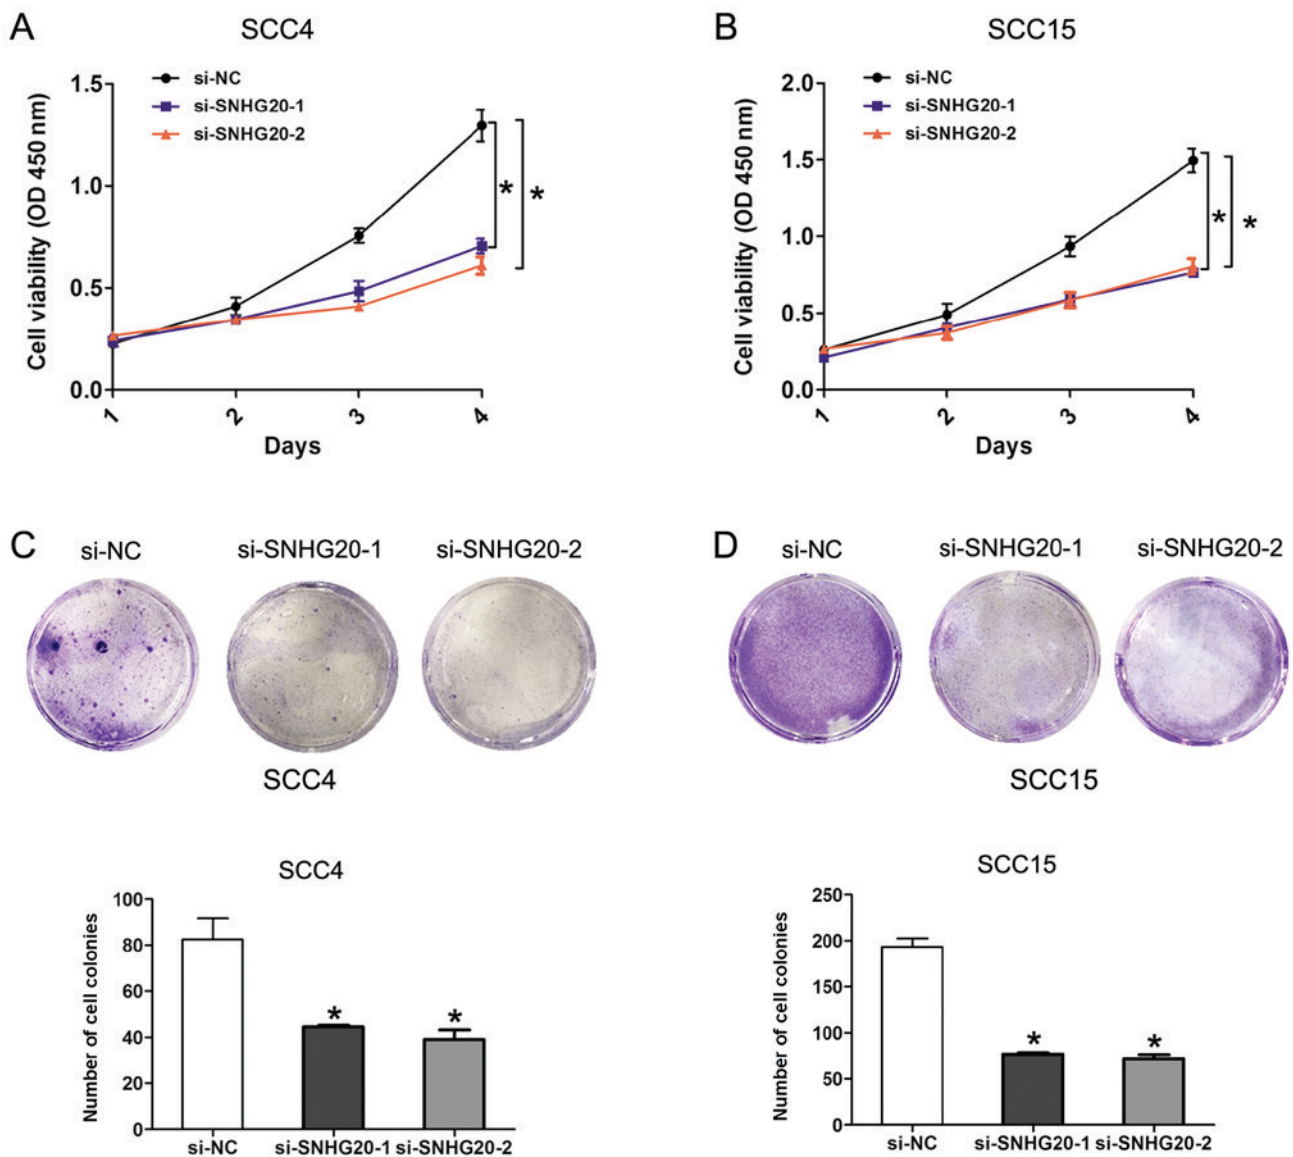 A
SCC4
si-NC
si-SNHG20-1
si-SNHG20-2
Cell viability (OD 450 nm)
1.5
1.0
0.5
0.0
1
2
3
4
Days
*
*
B
SCC15
si-NC
si-SNHG20-1
si-SNHG20-2
Cell viability (OD 450 nm)
2.0
1.5
1.0
0.5
0.0
1
2
3
4
Days
*
*
C
si-NC
si-SNHG20-1
si-SNHG20-2
SCC4
D
si-NC
si-SNHG20-1
si-SNHG20-2
SCC15
SCC4
Number of cell colonies
100
80
60
40
20
0
*
*
si-NC
si-SNHG20-1
si-SNHG20-2
SCC15
Number of cell colonies
250
200
150
100
50
0
*
*
si-NC
si-SNHG20-1
si-SNHG20-2